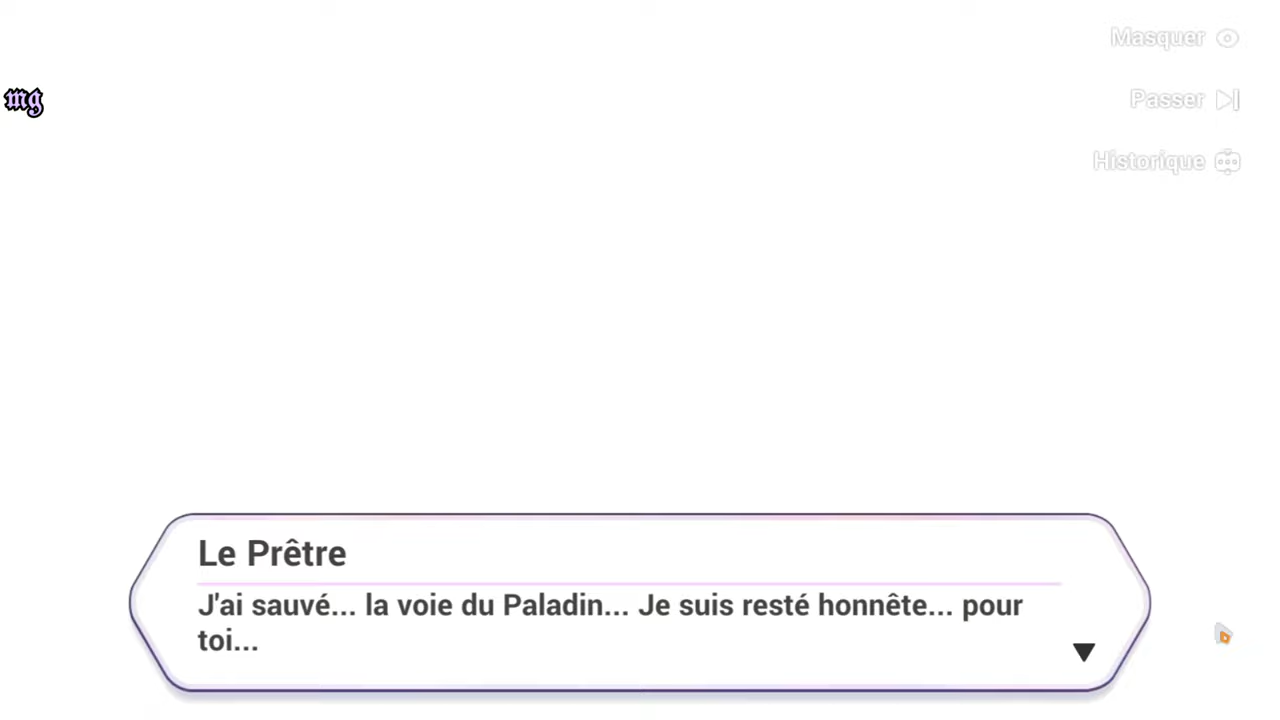 Masquer
mg
Passer
Historique
Le Prêtre
J'ai sauvé... la voie du Paladin... Je suis resté honnête... pour
toi...